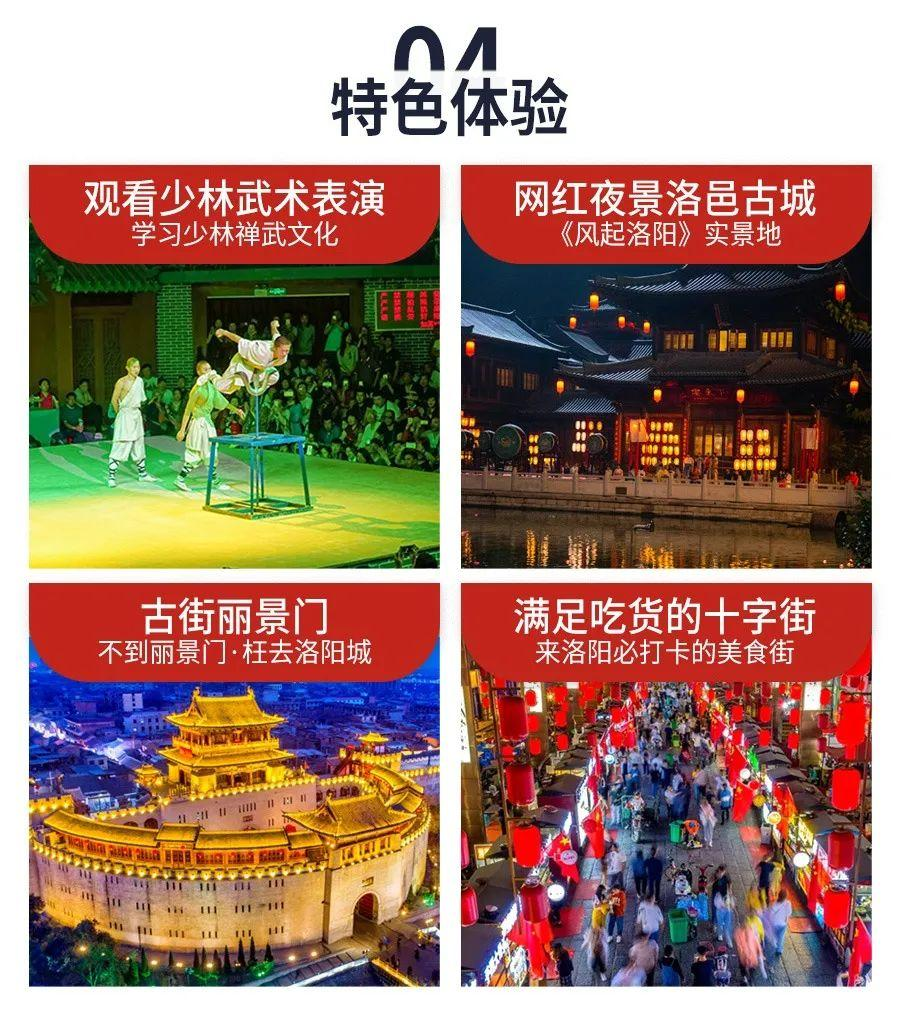 04
特色体验
观看少林武术表演
学习少林禅武文化
网红夜景洛邑古城
《风起洛阳》实景地
古街丽景门
不到丽景门·枉去洛阳城
满足吃货的十字街
来洛阳必打卡的美食街